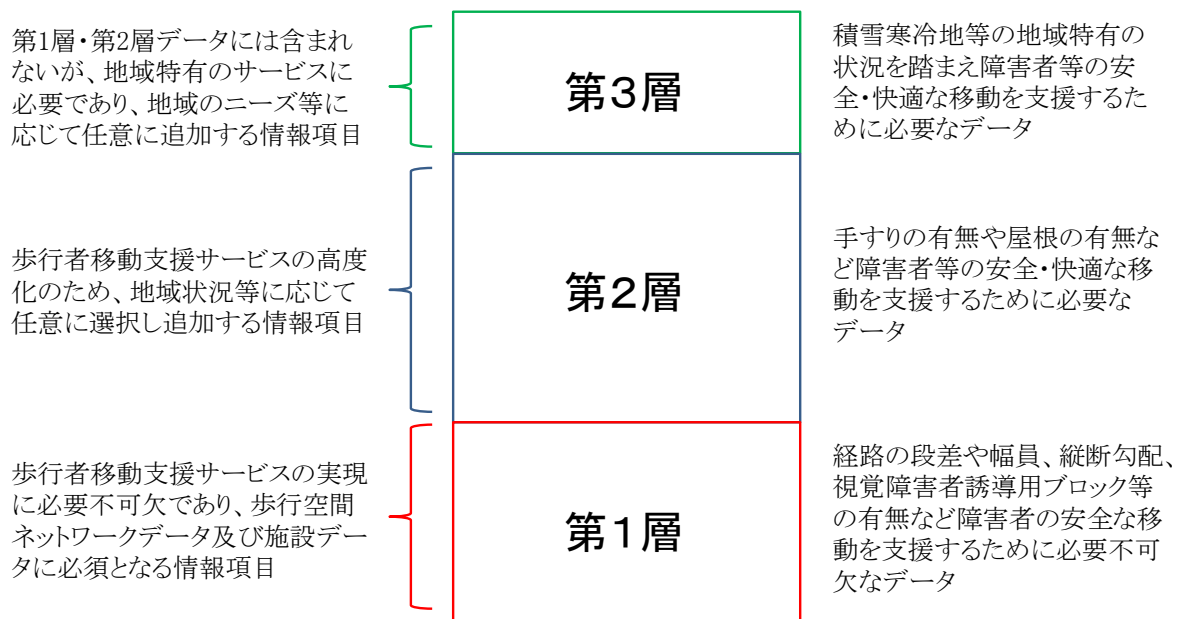 第1層・第2層データには含まれ
ないが、地域特有のサービスに
必要であり、地域のニーズ等に
応じて任意に追加する情報項目
第３層
積雪寒冷地等の地域特有の
状況を踏まえ障害者等の安
全・快適な移動を支援するた
めに必要なデータ
歩行者移動支援サービスの高度
化のため、地域状況等に応じて
任意に選択し追加する情報項目
第２層
手すりの有無や屋根の有無な
ど障害者等の安全・快適な移
動を支援するために必要な
データ
歩行者移動支援サービスの実現
に必要不可欠であり、歩行空間
ネットワークデータ及び施設デー
タに必須となる情報項目
第１層
経路の段差や幅員、縦断勾配、
視覚障害者誘導用ブロック等
の有無など障害者の安全な移
動を支援するために必要不可
欠なデータ